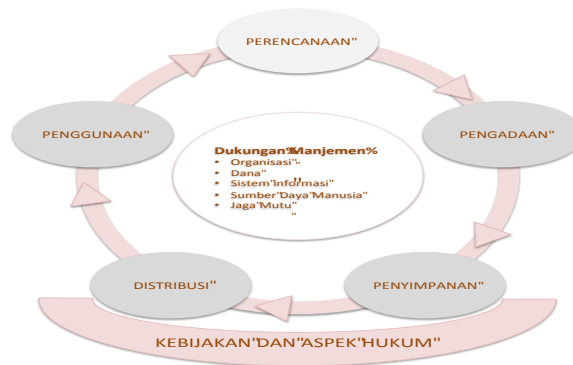 PERENCANAAN"
PENGGUNAAN"
PENGADAAN"
Dukungan%Manjemen%
• Organisasi"
• Dana"
• Sistem"Informasi"
• Sumber"Daya"Manusia"
• Jaga"Mutu"
"
DISTRIBUSI"
PENYIMPANAN"
KEBIJAKAN"DAN"ASPEK"HUKUM"